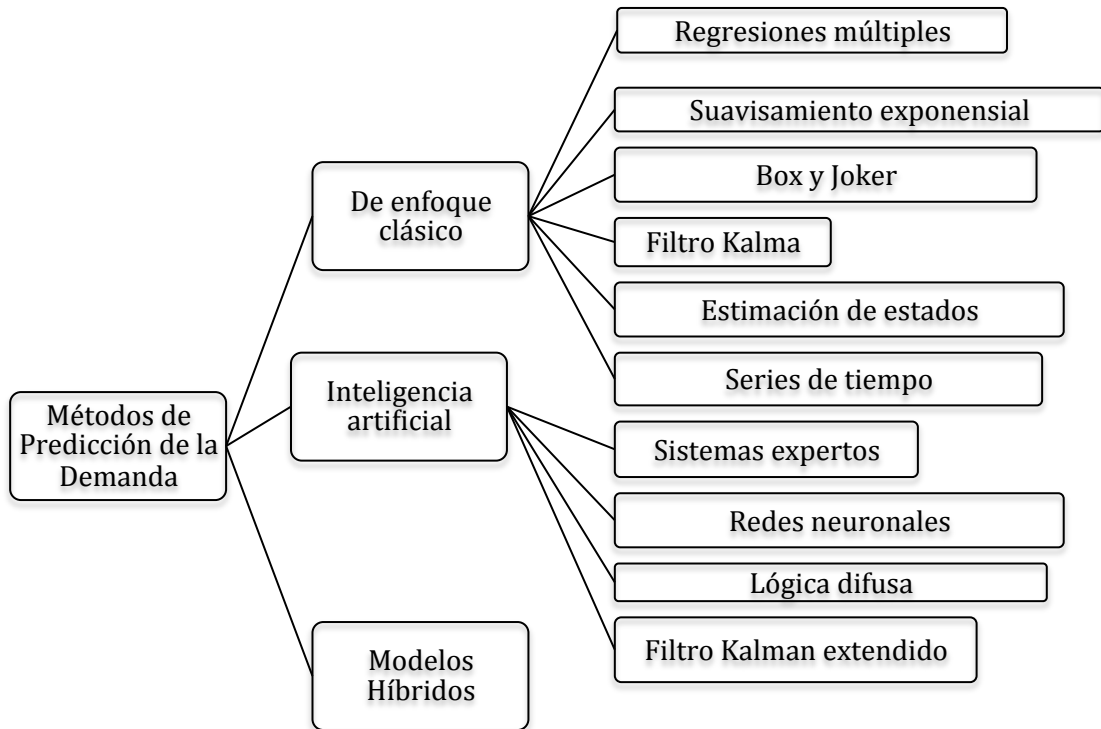 Métodos de
Predicción de la
Demanda
De enfoque
clásico
Regresiones múltiples
Suavisamiento exponensial
Box y Joker
Filtro Kalma
Estimación de estados
Series de tiempo
Inteligencia
artificial
Sistemas expertos
Redes neuronales
Lógica difusa
Filtro Kalman extendido
Modelos
Híbridos